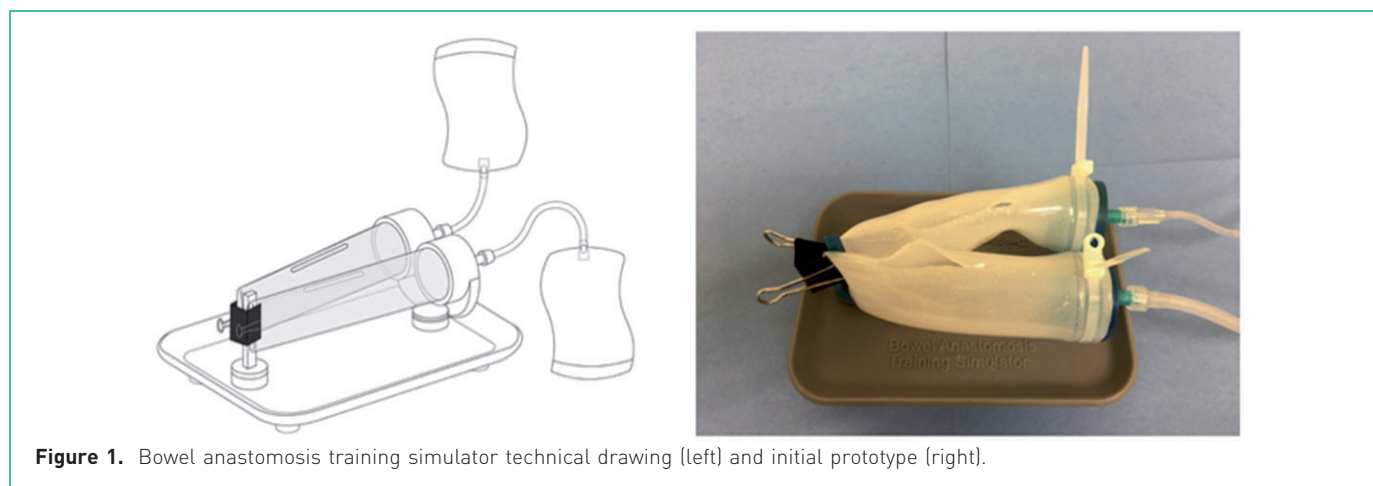 Bowel Anastomosis
Training Simulator
Figure 1. Bowel anastomosis training simulator technical drawing (left) and initial prototype (right).